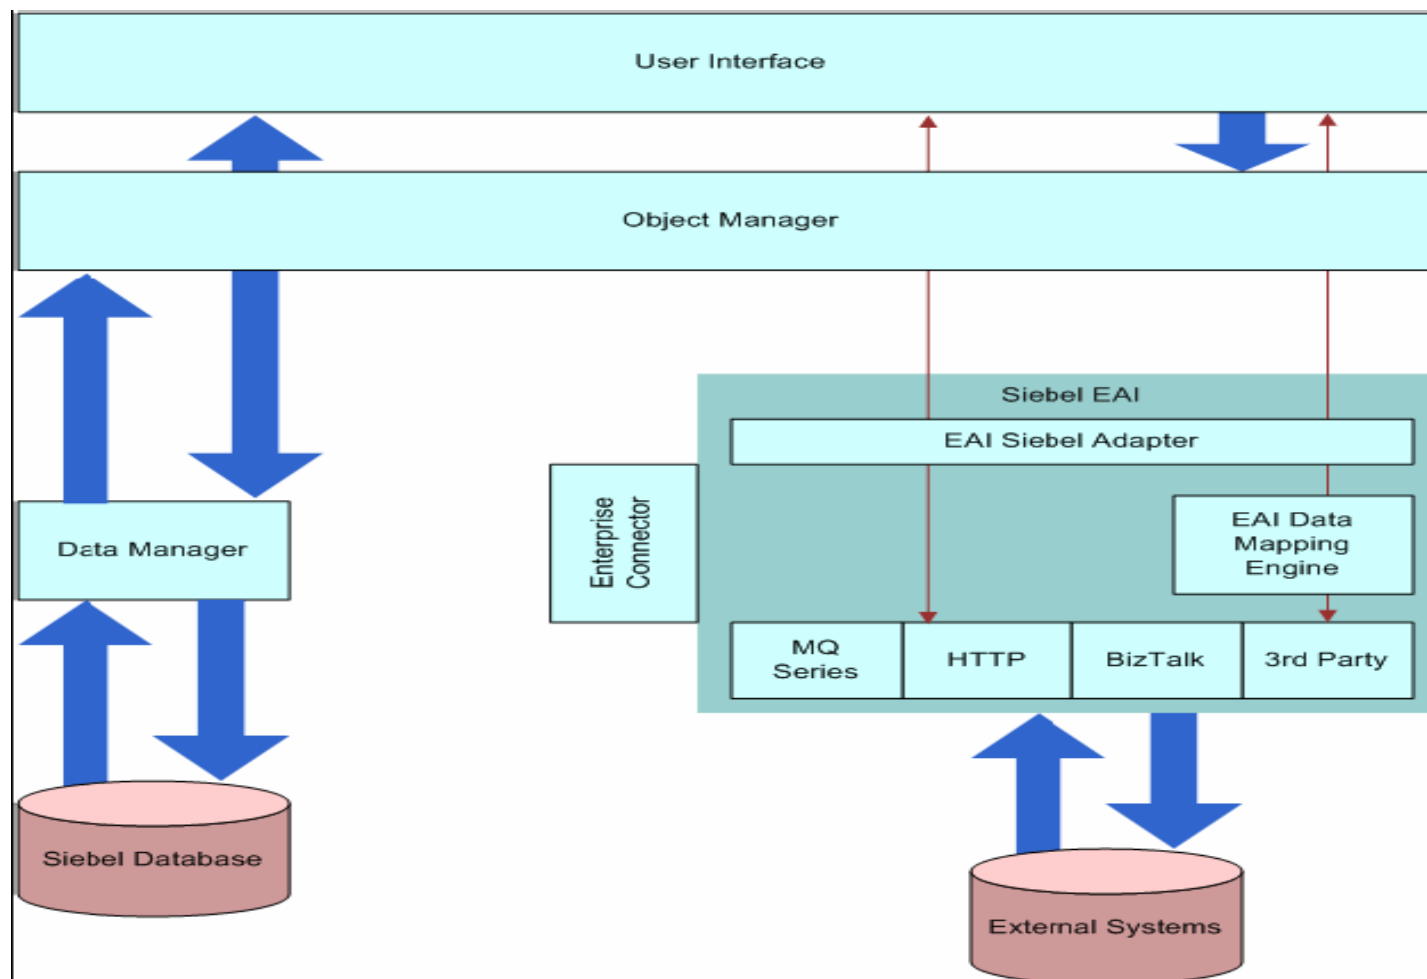 User Interface
Object Manager
Siebel EAI
EAI Siebel Adapter
Enterprise
Connector
EAI Data
Mapping
Engine
Data Manager
MQ
Series
HTTP
BizTalk
3rd Party
Siebel Database
External Systems